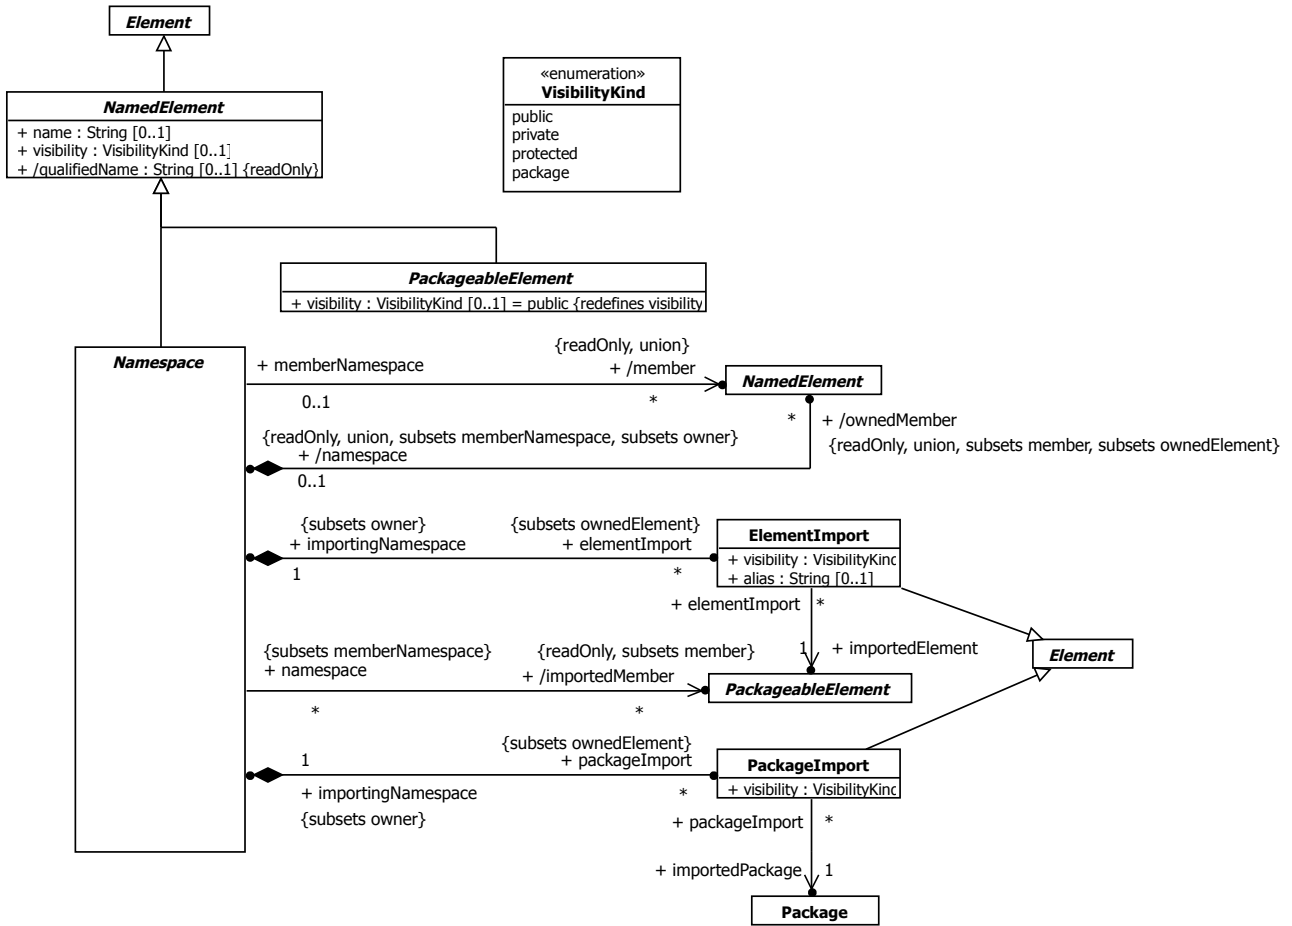 Element
NamedElement
+ name : String [0..1]
+ visibility : VisibilityKind [0..1]
+ /qualifiedName : String [0..1] {readOnly}
«enumeration»
VisibilityKind
public
private
protected
package
PackageableElement
+ visibility : VisibilityKind [0..1] = public {redefines visibility
Namespace
+ memberNamespace
0..1
{readOnly, union}
+ /member
*
NamedElement
*
+ /ownedMember
{readOnly, union, subsets member, subsets ownedElement}
{readOnly, union, subsets memberNamespace, subsets owner}
+ /namespace
0..1
{subsets owner}
+ importingNamespace
1
{subsets ownedElement}
+ elementImport
*
ElementImport
+ visibility : VisibilityKind
+ alias : String [0..1]
+ elementImport
*
1
+ importedElement
Element
{subsets memberNamespace}
+ namespace
*
{readOnly, subsets member}
+ /importedMember
*
PackageableElement
1
+ importingNamespace
{subsets owner}
{subsets ownedElement}
+ packageImport
*
PackageImport
+ visibility : VisibilityKind
+ packageImport
*
+ importedPackage
1
Package